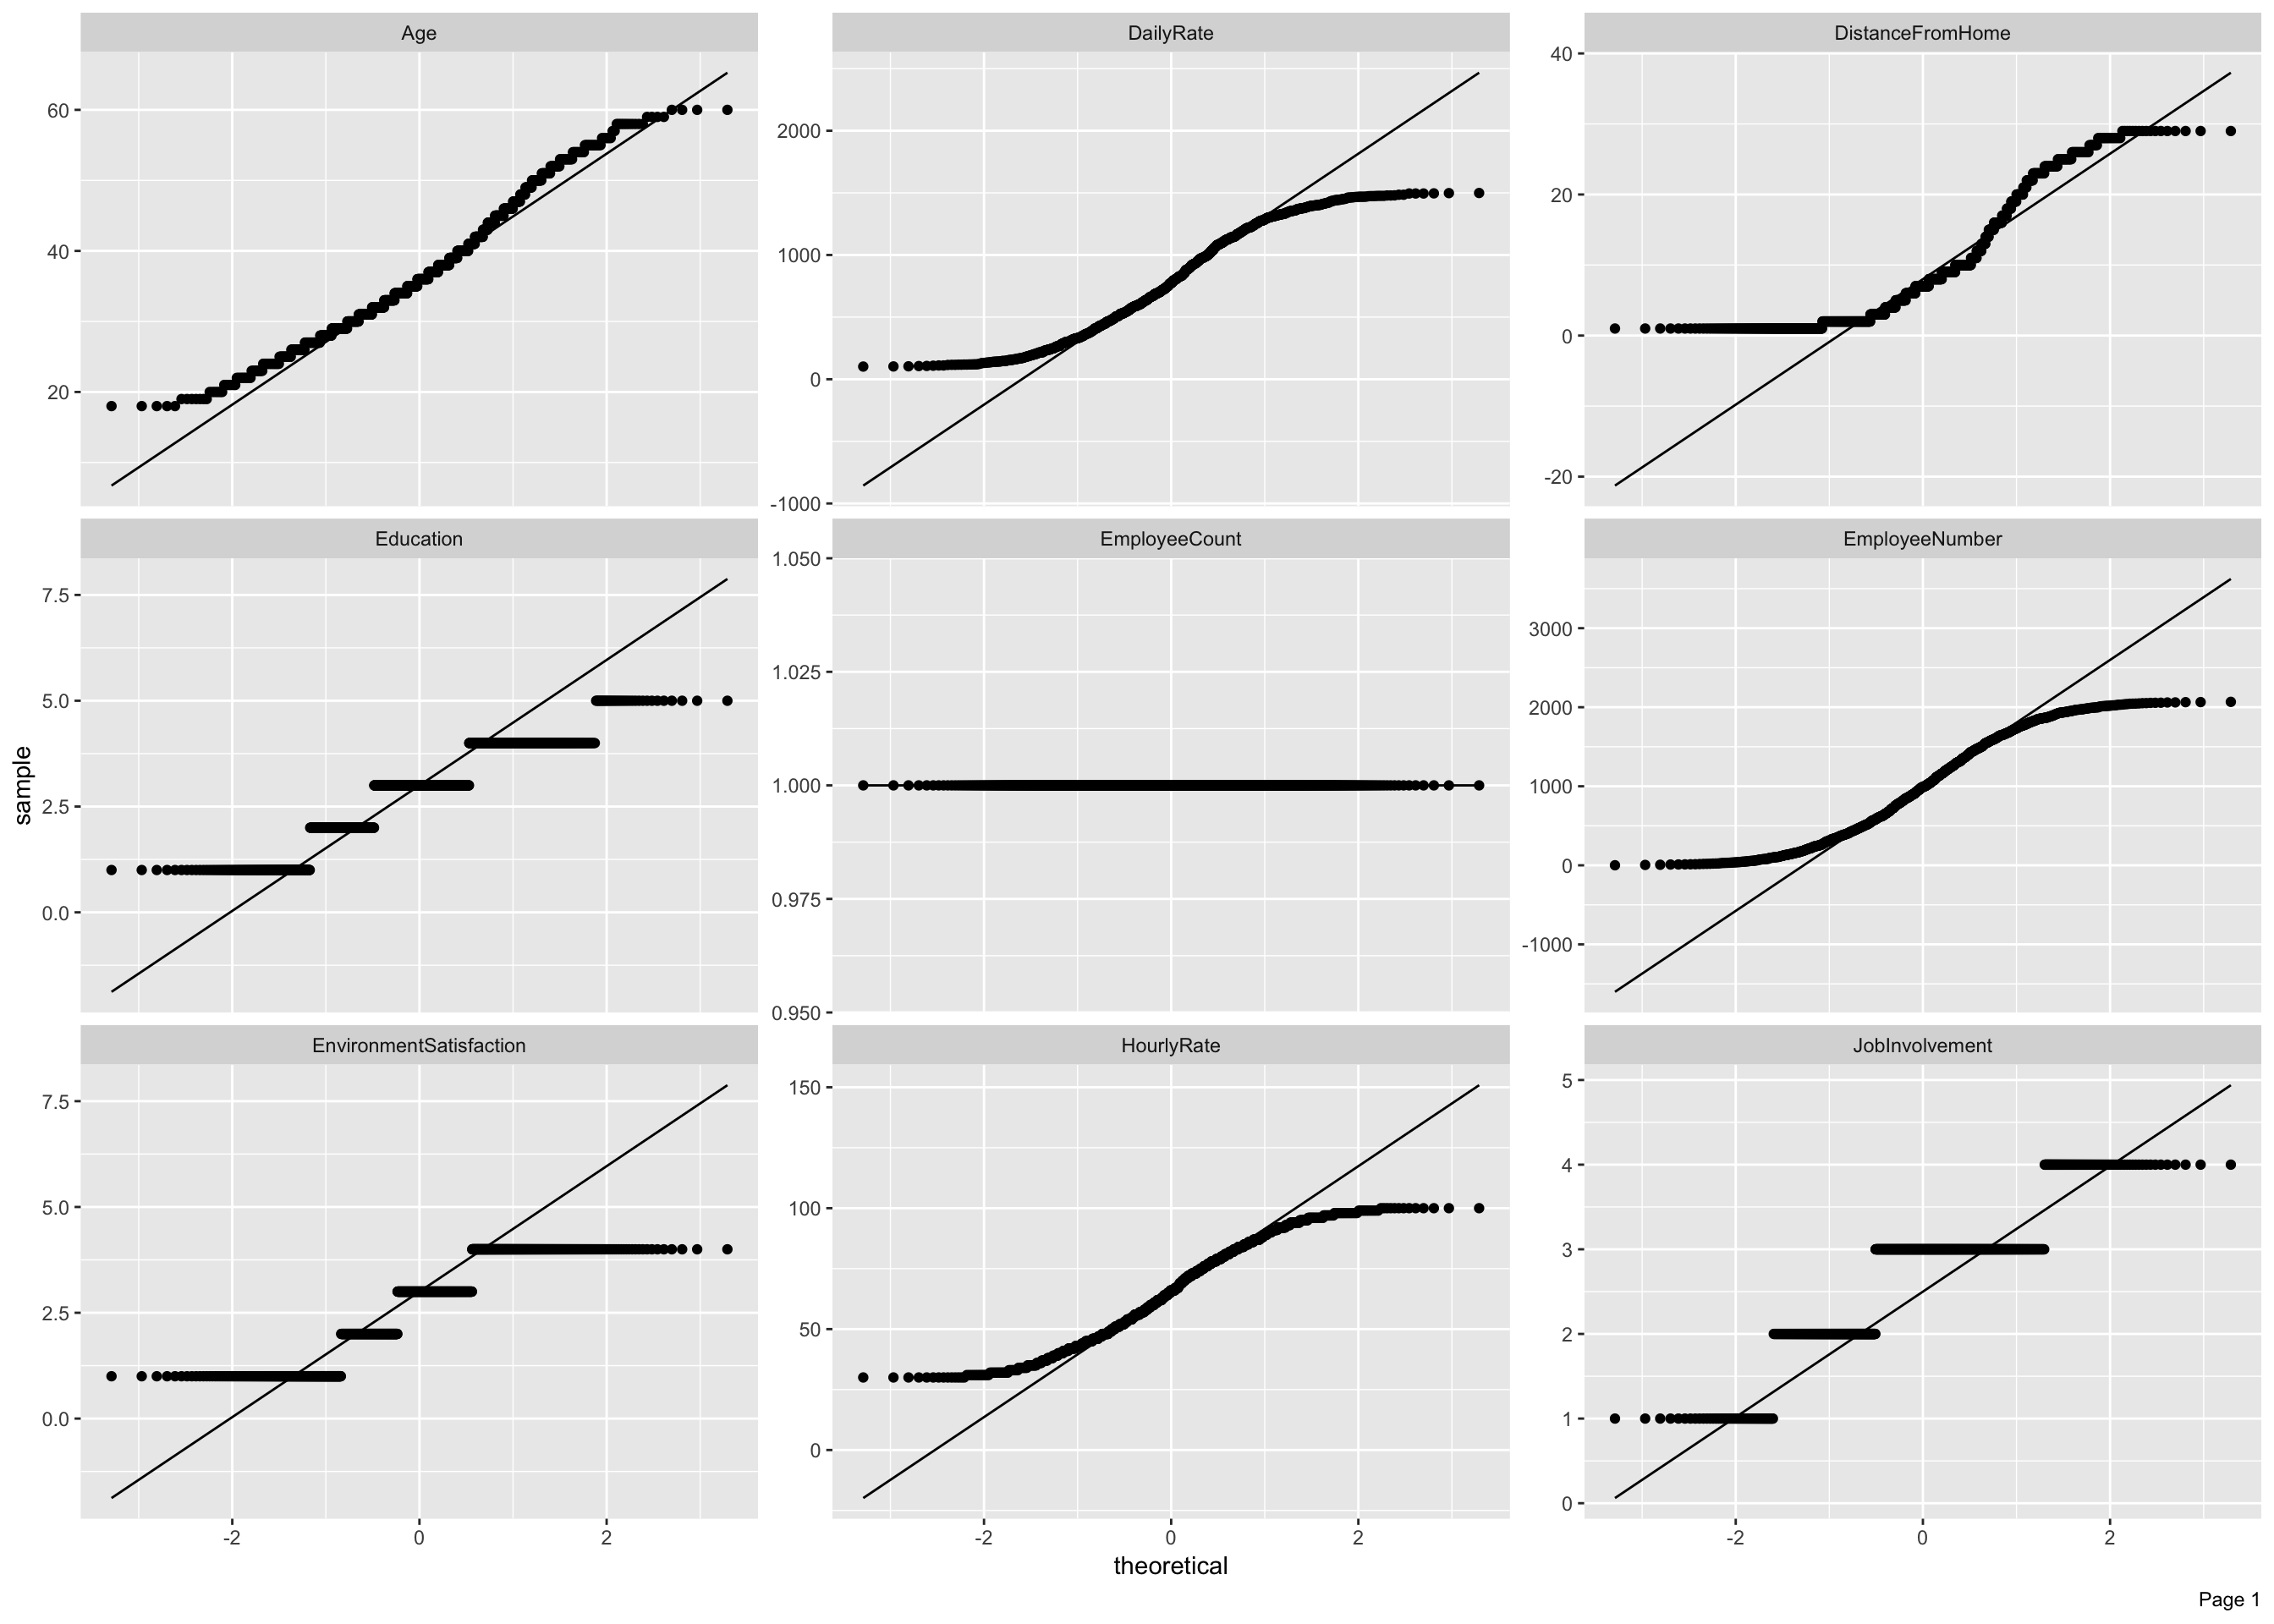 Age
DailyRate
DistanceFromHome
60
40
20
2000
1000
0
-1000
40
20
0
-20
Education
EmployeeCount
EmployeeNumber
7.5
5.0
2.5
0.0
1.050
1.025
1.000
0.975
0.950
3000
2000
1000
0
-1000
sample
EnvironmentSatisfaction
HourlyRate
JobInvolvement
7.5
5.0
2.5
0.0
150
100
50
0
5
4
3
2
1
0
-2 0 2
-2 0 2
-2 0 2
theoretical
Page 1